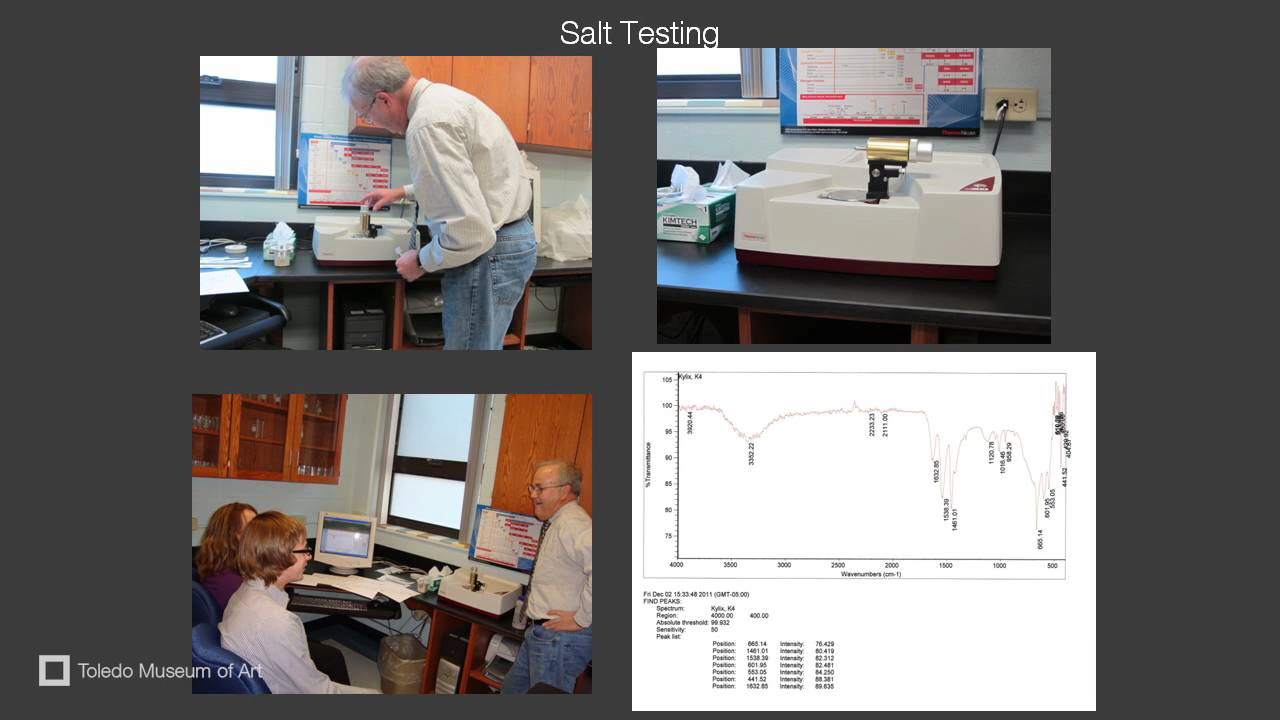 Salt Testing
KIMTECH
Kylix, K4
105
100
95
90
85
80
75
%Transmittance
3920.44
3352.22
2233.23
2111.00
1632.85
1538.39
1461.01
1120.78
1016.46
958.29
665.14
601.95
553.05
441.52
4000
3500
3000
2500
2000
1500
1000
500
Wavenumbers (cm-1)
Fri Dec 02 15:33:48 2011 (GMT-05:00)
FIND PEAKS:
Spectrum: Kylix, K4
Region: 4000.00 400.00
Absolute threshold: 99.932
Sensitivity: 50
Peak list:
Position: 665.14 Intensity: 76.429
Position: 1461.01 Intensity: 80.419
Position: 1538.39 Intensity: 82.312
Position: 601.95 Intensity: 82.481
Position: 553.05 Intensity: 84.250
Position: 441.52 Intensity: 88.381
Position: 1632.85 Intensity: 89.635
Toledo Museum of Art